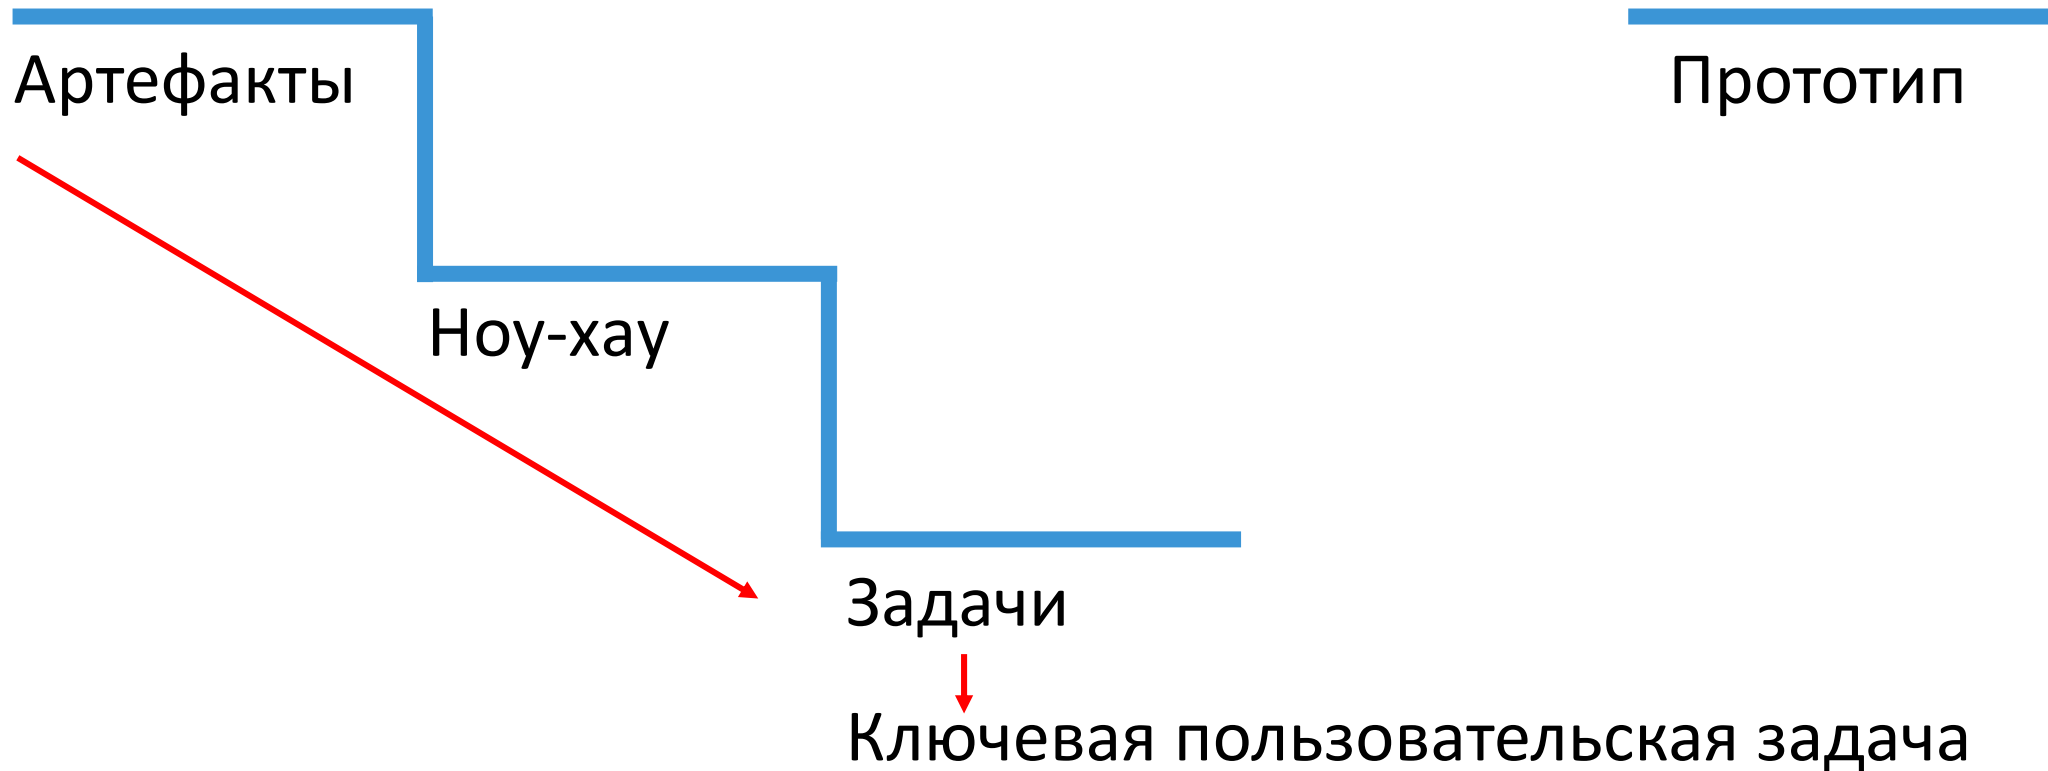 Артефакты
Прототип
Ноу-хау
Задачи
Ключевая пользовательская задача